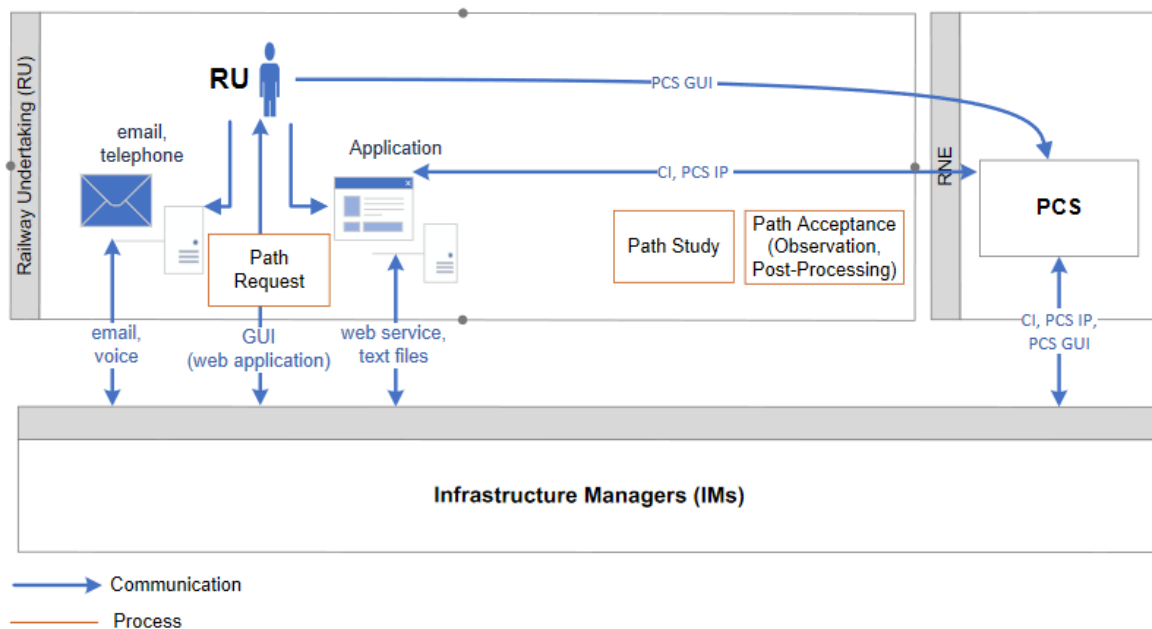 Railway Undertaking (RU)
RU
PCS GUI
email,
telephone
Application
CI, PCS IP
RNE
PCS
Path
Request
Path Study
Path Acceptance
(Observation,
Post-Processing)
email,
voice
GUI
(web application)
web service,
text files
CI, PCS IP,
PCS GUI
Infrastructure Managers (IMs)
Communication
Process